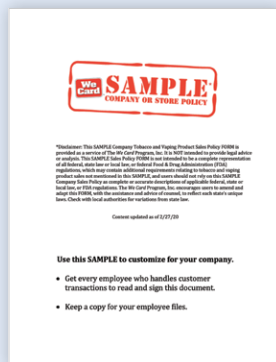 We
Card
SAMPLE*
COMPANY OR STORE POLICY
*Disclaimer: This SAMPLE Company Tobacco and Vaping Product Sales Policy FORM is
provided as a service of The We Card Program, Inc. It is NOT intended to provide legal advice
or analysis. This SAMPLE Sales Policy FORM is not intended to be a complete representation
of all federal, state law or local law, or federal Food & Drug Administration (FDA)
regulations, which may contain additional requirements relating to tobacco and vaping
product sales not mentioned in this SAMPLE, and users should not rely on this SAMPLE
Company Sales Policy as complete or accurate descriptions of applicable federal, state or
local law, or FDA regulations. The We Card Program, Inc. encourages users to amend and
adapt this FORM, with the assistance and advice of counsel, to reflect each state's unique
laws. Check with local authorities for variations from state law.
Content updated as of 2/27/20
Use this SAMPLE to customize for your company.
• Get every employee who handles customer
transactions to read and sign this document.
• Keep a copy for your employee files.